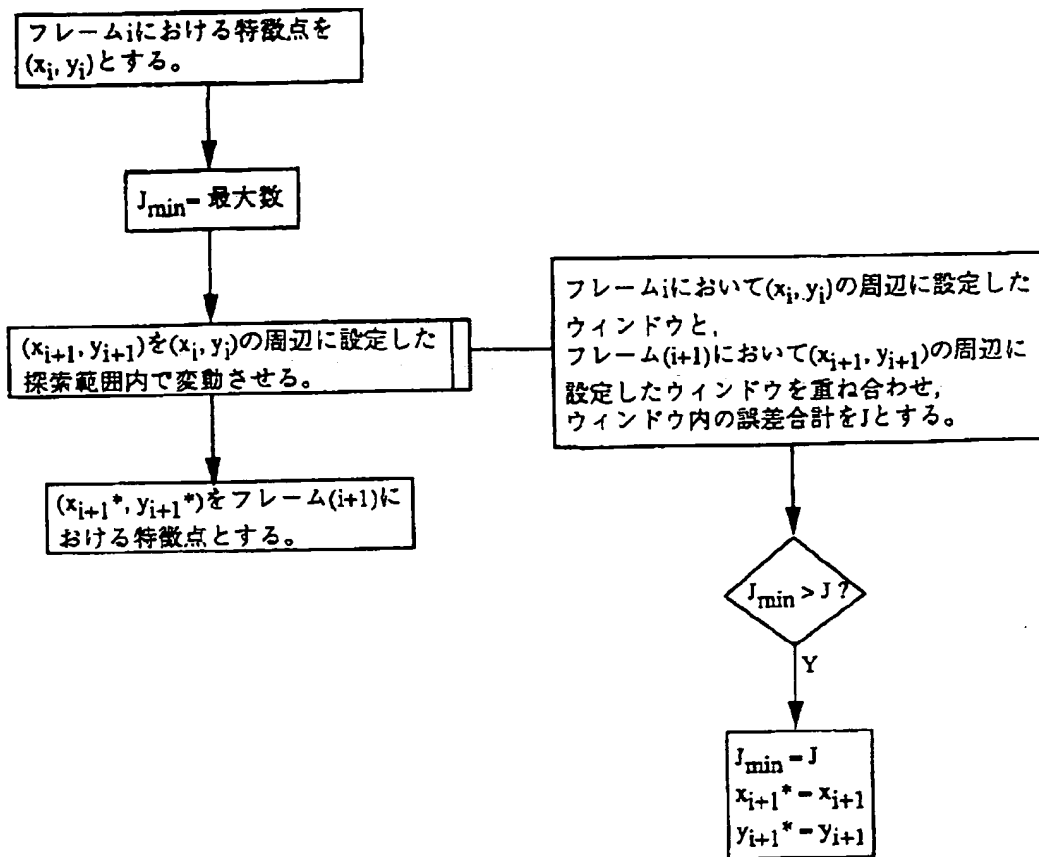 フレームiにおける特徴点を
(xi, yi)とする。
Jmin= 最大数
(xi+1, yi+1)を(xi, yi)の周辺に設定した
探索範囲内で変動させる。
(xi+1*, yi+1*)をフレーム(i+1)に
おける特徴点とする。
フレームiにおいて(xi, yi)の周辺に設定した
ウィンドウと,
フレーム(i+1)において(xi+1, yi+1)の周辺に
設定したウィンドウを重ね合わせ,
ウィンドウ内の誤差合計をJとする。
Jmin > J ?
Y
Jmin = J
xi+1* = xi+1
yi+1* = yi+1